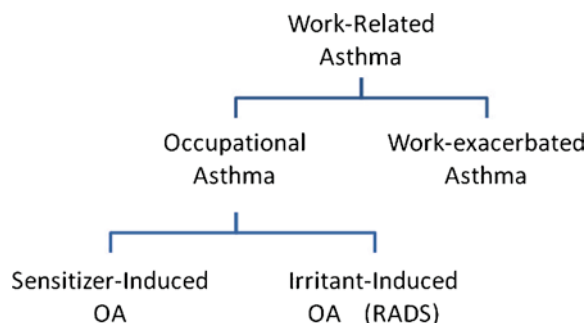 Work-Related
Asthma
Occupational
Asthma
Work-exacerbated
Asthma
Sensitizer-Induced
OA
Irritant-Induced
OA (RADS)